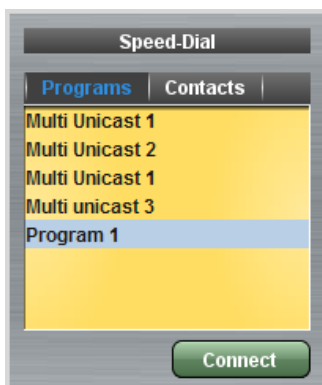 Speed-Dial
Programs Contacts
Multi Unicast 1
Multi Unicast 2
Multi Unicast 1
Multi unicast 3
Program 1
Connect